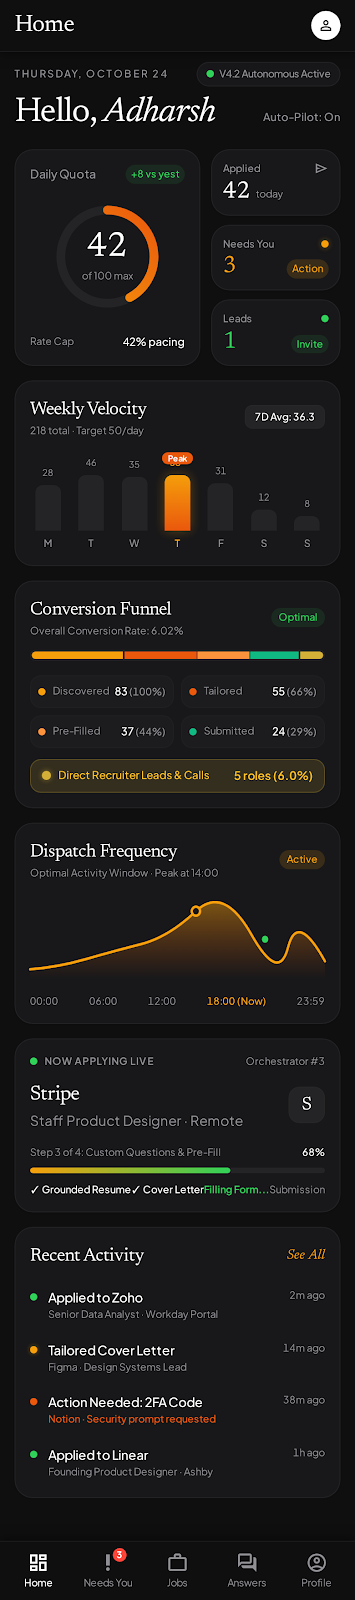 Home
THURSDAY, OCTOBER 24
V4.2 Autonomous Active
Hello, Adharsh
Auto-Pilot: On
Daily Quota
+8 vs yest
42
of 100 max
Rate Cap
42% pacing
Applied
42 today
Needs You
3
Action
Leads
1
Invite
Weekly Velocity
218 total · Target 50/day
7D Avg: 36.3
28
46
35
Peak
31
12
8
M
T
W
T
F
S
S
Conversion Funnel
Overall Conversion Rate: 6.02%
Optimal
Discovered 83 (100%)
Tailored 55 (66%)
Pre-Filled 37 (44%)
Submitted 24 (29%)
Direct Recruiter Leads & Calls 5 roles (6.0%)
Dispatch Frequency
Optimal Activity Window · Peak at 14:00
Active
00:00 06:00 12:00 18:00 (Now) 23:59
NOW APPLYING LIVE
Orchestrator #3
Stripe
Staff Product Designer · Remote
S
Step 3 of 4: Custom Questions & Pre-Fill 68%
✓ Grounded Resume ✓ Cover Letter Filling Form... Submission
Recent Activity
See All
Applied to Zoho 2m ago
Senior Data Analyst · Workday Portal
Tailored Cover Letter 14m ago
Figma · Design Systems Lead
Action Needed: 2FA Code 38m ago
Notion · Security prompt requested
Applied to Linear 1h ago
Founding Product Designer · Ashby
3
Home
Needs You
Jobs
Answers
Profile